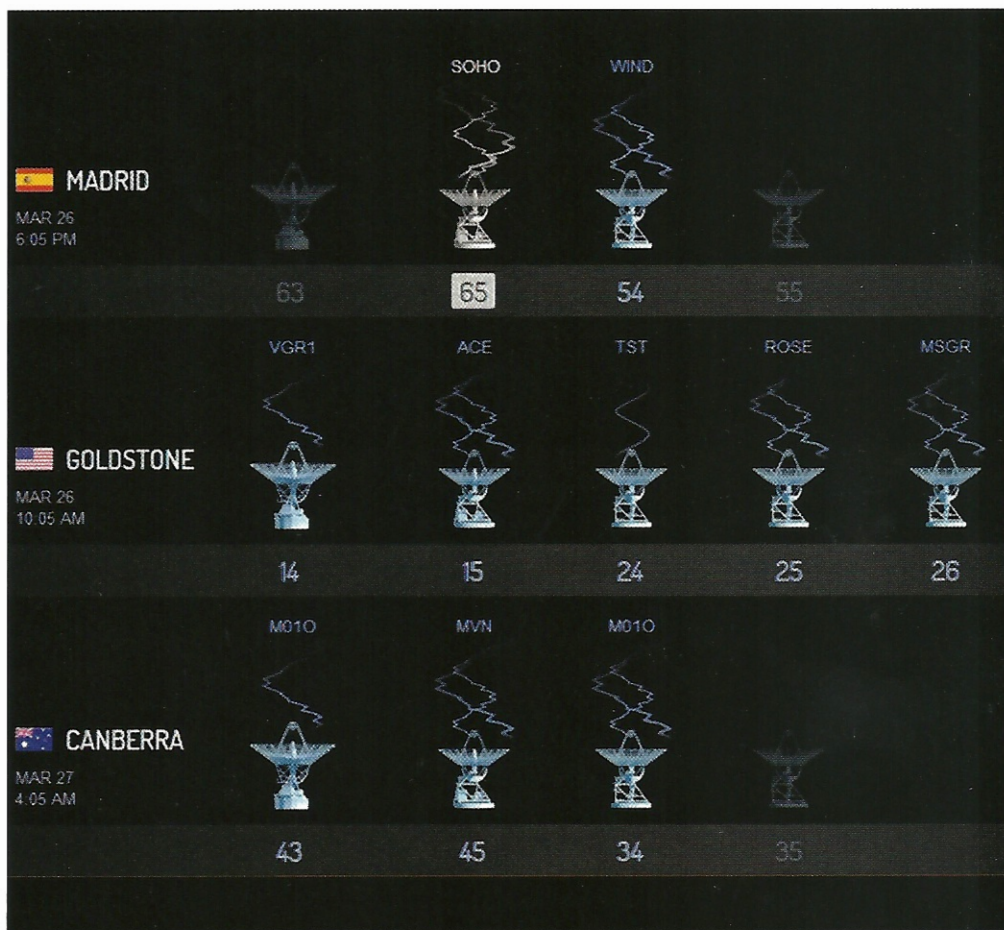 SOHO WIND
MADRID
MAR 26
6:05 PM
63 65 54 55
VGR1 ACE TST ROSE MSGR
GOLDSTONE
MAR 26
10:05 AM
14 15 24 25 26
M01O MVN M01O
CANBERRA
MAR 27
4:05 AM
43 45 34 35